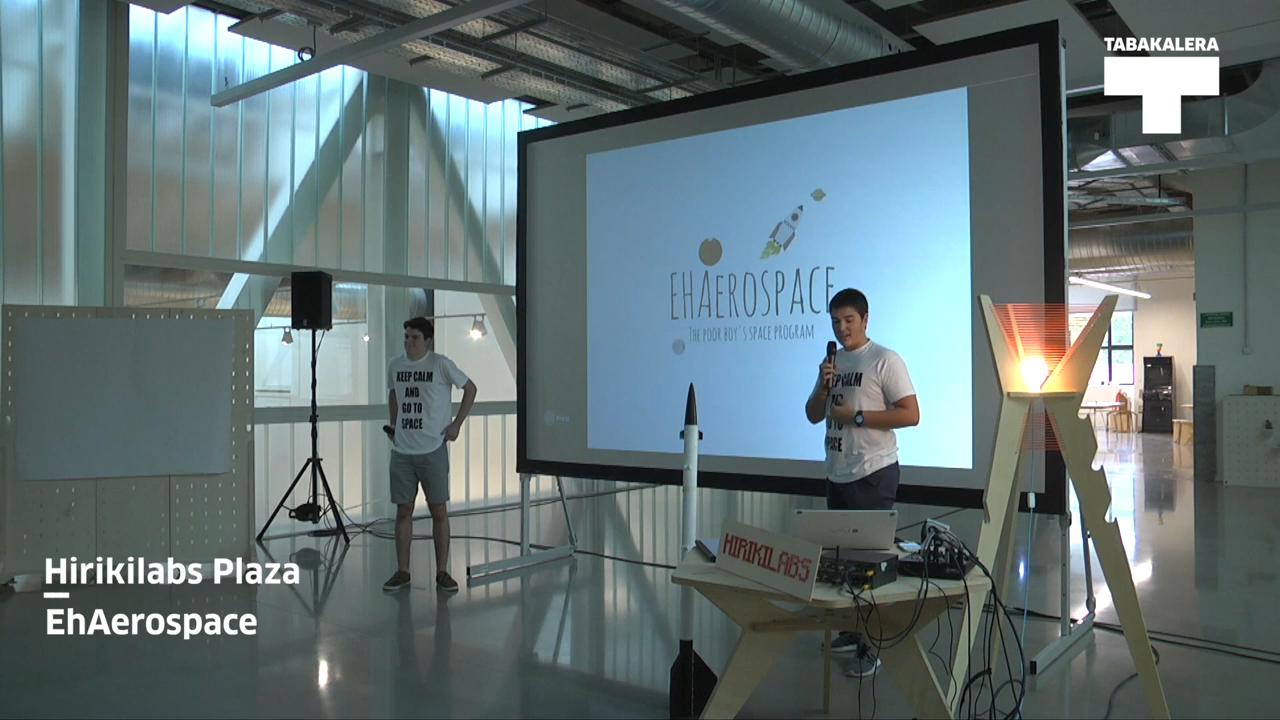 TABAKALERA
EHAEROSPACE
THE POOR BOY´S SPACE PROGRAM
KEEP CALM
AND
GO TO
SPACE
HIRIKILABS
Hirikilabs Plaza
EhAerospace